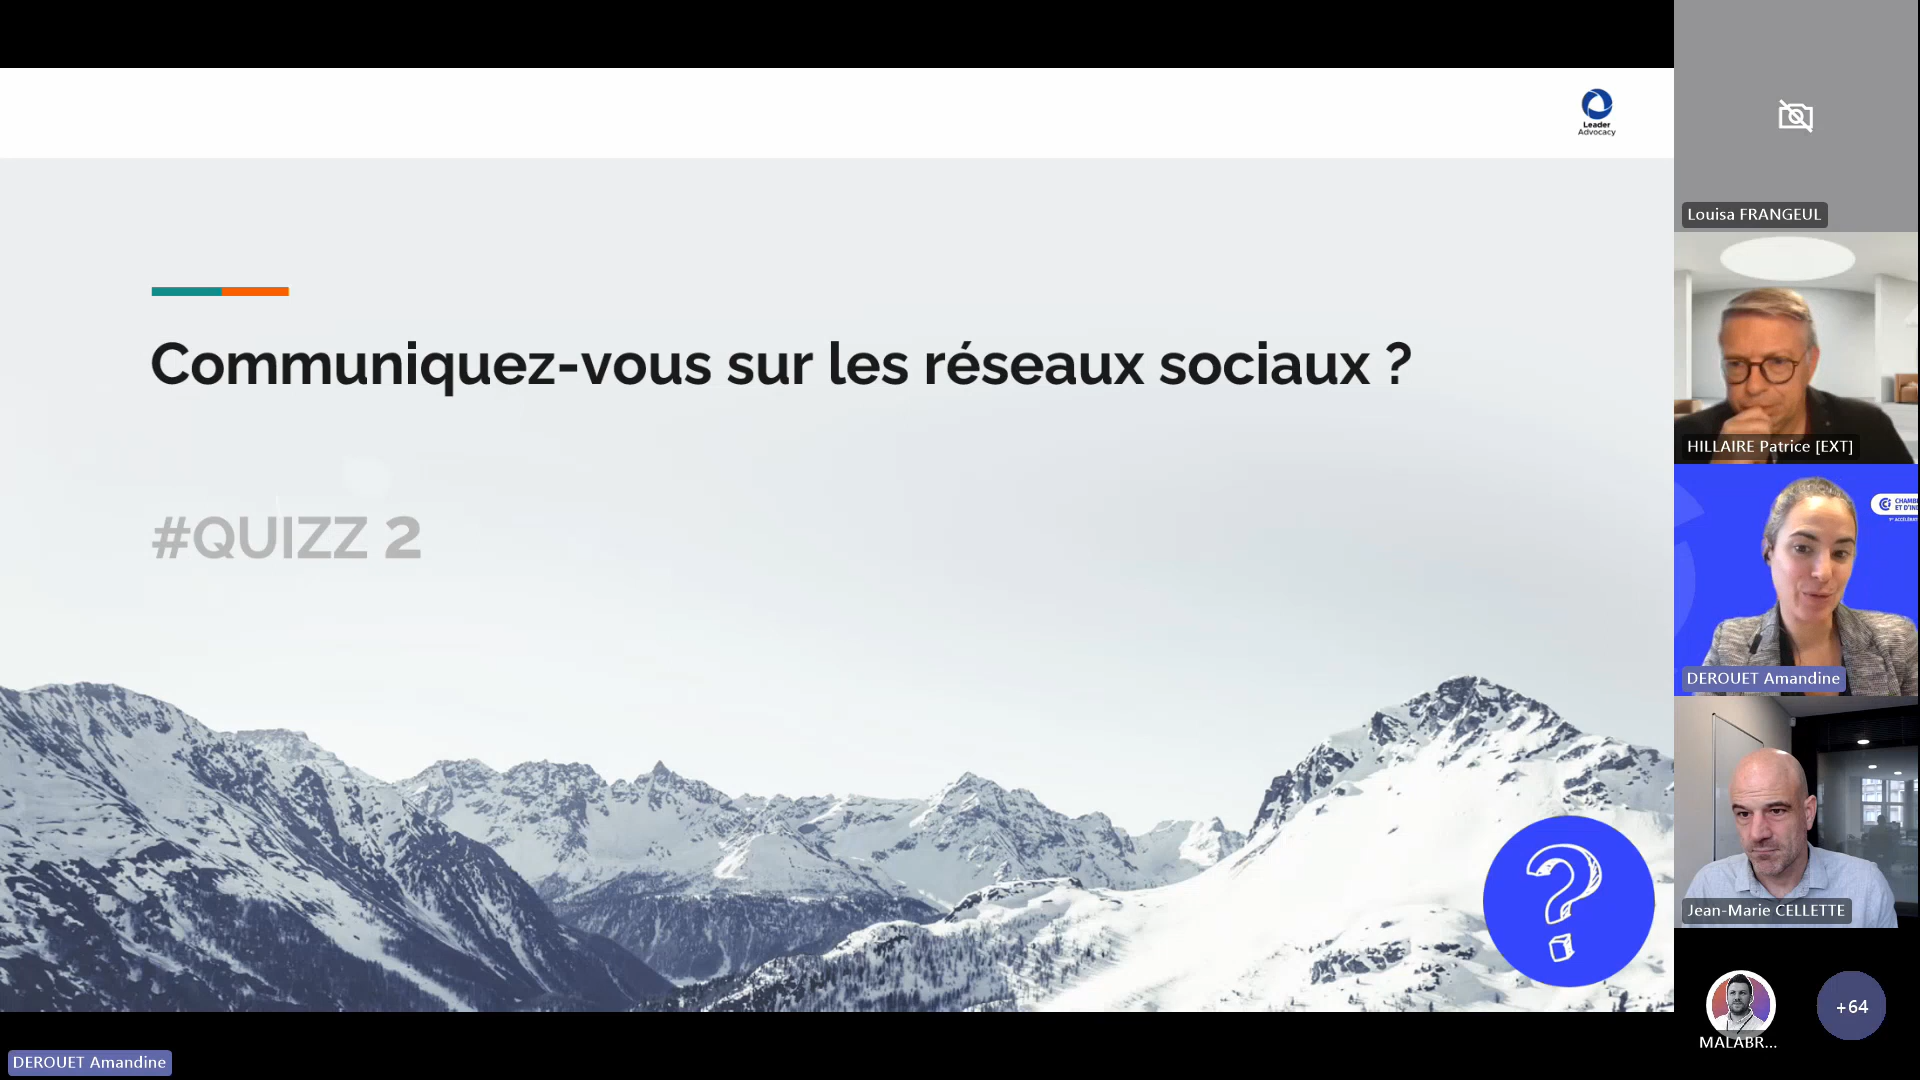 Leader
Advocacy
Communiquez-vous sur les réseaux sociaux ?
#QUIZZ 2
Louisa FRANGEUL
HILLAIRE Patrice [EXT]
DEROUET Amandine
Jean-Marie CELLETTE
MALABR...
+64
DEROUET Amandine